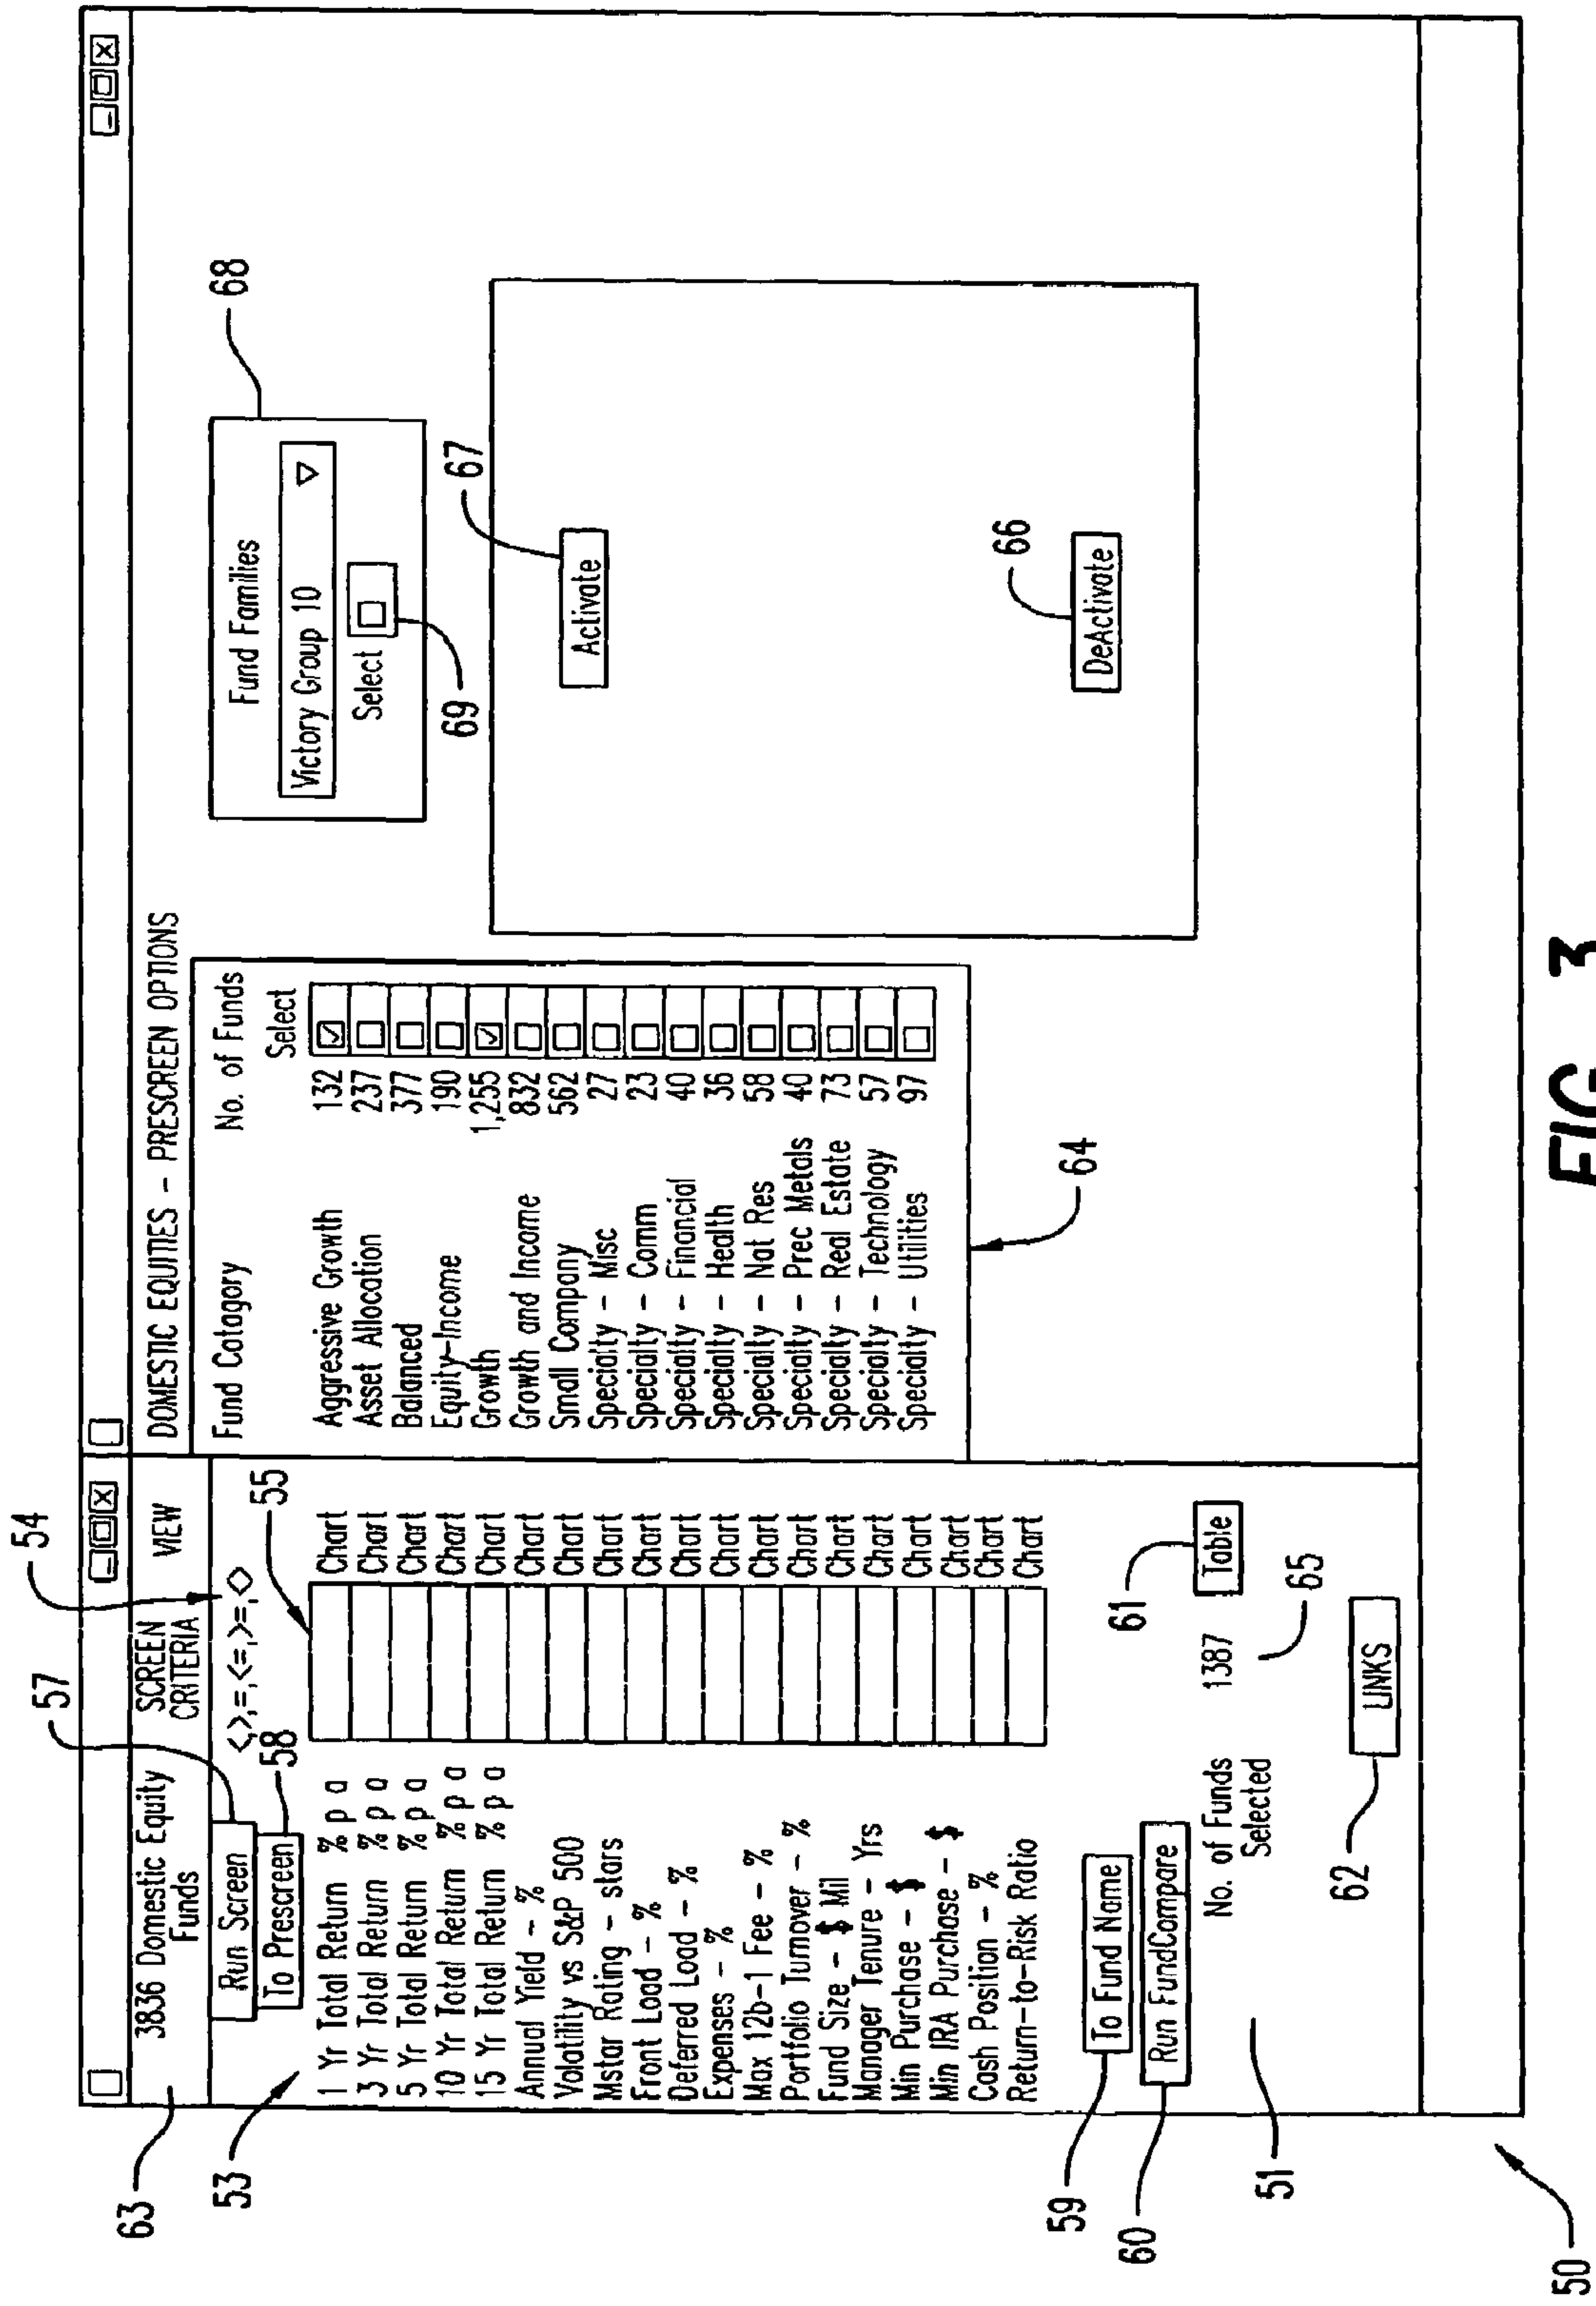 63
53
54
57
58
55
3836 Domestic Equity Funds
SCREEN CRITERIA
VIEW
<,>,=,<=,>=,<>
Run Screen
To Prescreen
1 Yr Total Return % p a Chart
3 Yr Total Return % p a Chart
5 Yr Total Return % p a Chart
10 Yr Total Return % p a Chart
15 Yr Total Return % p a Chart
Annual Yield - % Chart
Volatility vs S&P 500 Chart
Mstar Rating - stars Chart
Front Load - % Chart
Deferred Load - % Chart
Expenses - % Chart
Max 12b-1 Fee - % Chart
Portfolio Turnover - % Chart
Fund Size - $ Mil Chart
Manager Tenure - Yrs Chart
Min Purchase - $ Chart
Min IRA Purchase - $ Chart
Cash Position - % Chart
Return-to-Risk Ratio Chart
59
To Fund Name
60
Run FundCompare
61
Table
No. of Funds Selected
1387
65
51
62
LINKS
50
DOMESTIC EQUITIES - PRESCREEN OPTIONS
Fund Catagory No. of Funds
Select
Aggressive Growth 132
Asset Allocation 237
Balanced 377
Equity-Income 190
Growth 1,255
Growth and Income 832
Small Company 562
Specialty - Misc 27
Specialty - Comm 23
Specialty - Financial 40
Specialty - Health 36
Specialty - Nat Res 58
Specialty - Prec Metals 40
Specialty - Real Estate 73
Specialty - Technology 57
Specialty - Utilities 97
64
68
Fund Families
Victory Group 10
Select
69
67
Activate
66
DeActivate
FIG. 3